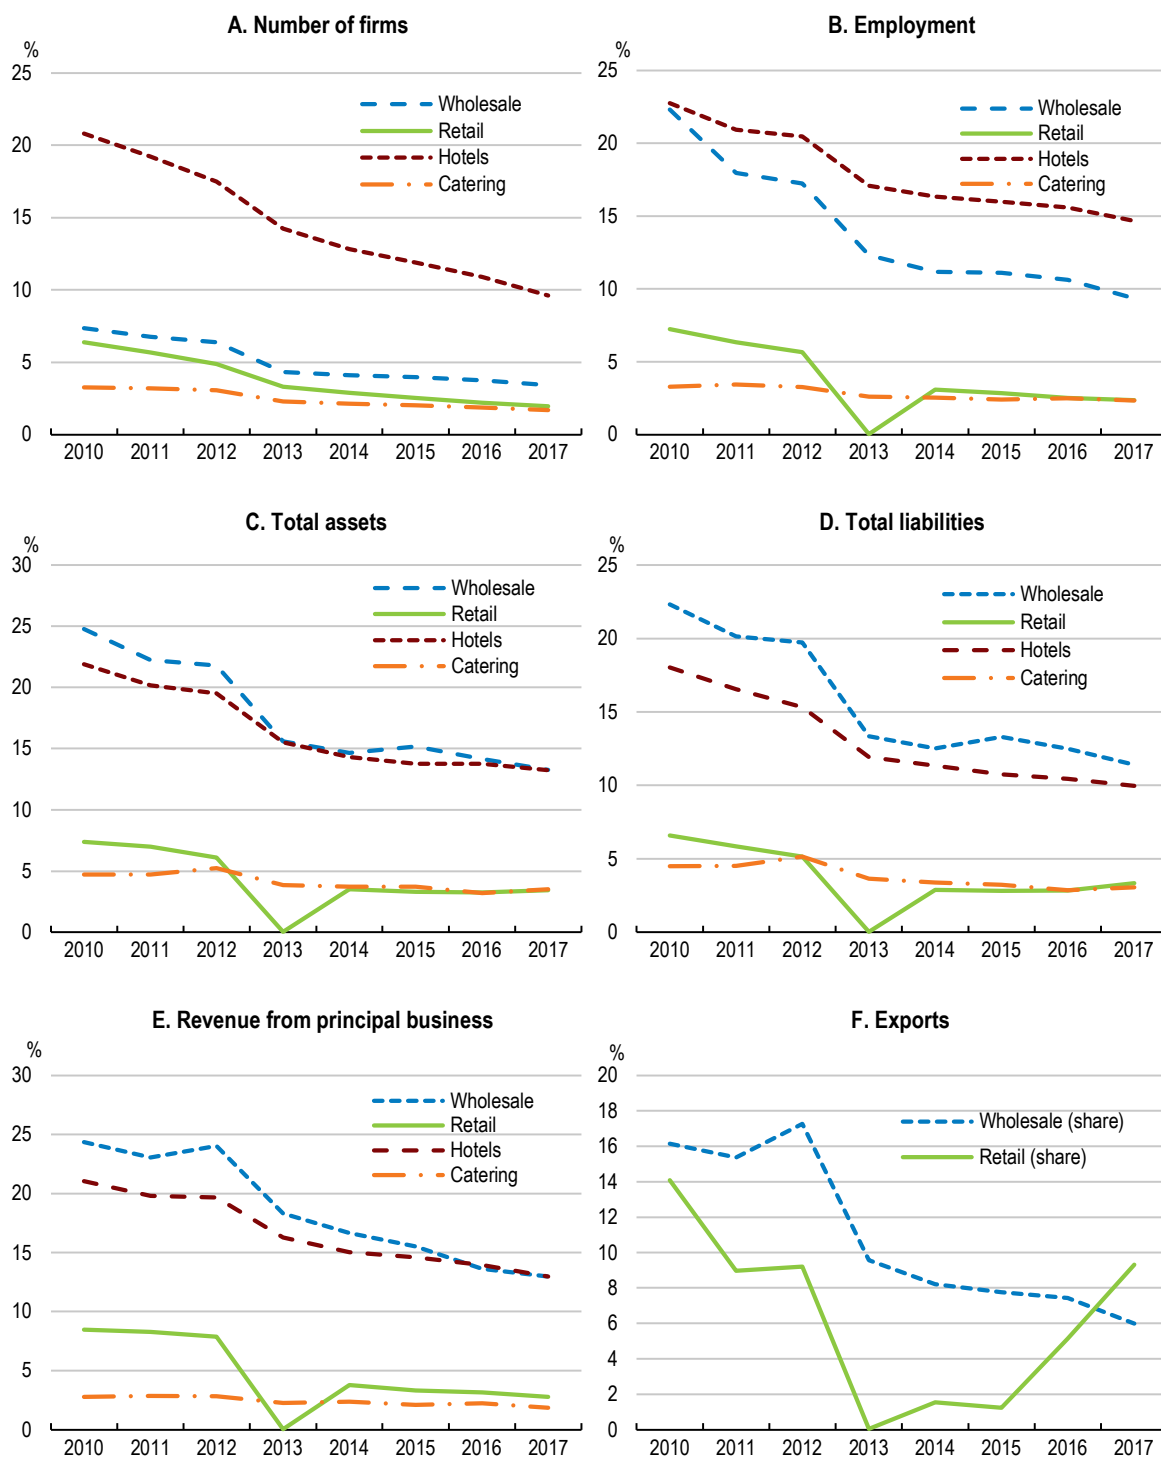 A. Number of firms
%
25
20
15
10
5
0
Wholesale
Retail
Hotels
Catering
2010 2011 2012 2013 2014 2015 2016 2017
B. Employment
%
25
20
15
10
5
0
Wholesale
Retail
Hotels
Catering
2010 2011 2012 2013 2014 2015 2016 2017
C. Total assets
%
30
25
20
15
10
5
0
Wholesale
Retail
Hotels
Catering
2010 2011 2012 2013 2014 2015 2016 2017
D. Total liabilities
%
25
20
15
10
5
0
Wholesale
Retail
Hotels
Catering
2010 2011 2012 2013 2014 2015 2016 2017
E. Revenue from principal business
%
30
25
20
15
10
5
0
Wholesale
Retail
Hotels
Catering
2010 2011 2012 2013 2014 2015 2016 2017
F. Exports
%
20
18
16
14
12
10
8
6
4
2
0
Wholesale (share)
Retail (share)
2010 2011 2012 2013 2014 2015 2016 2017